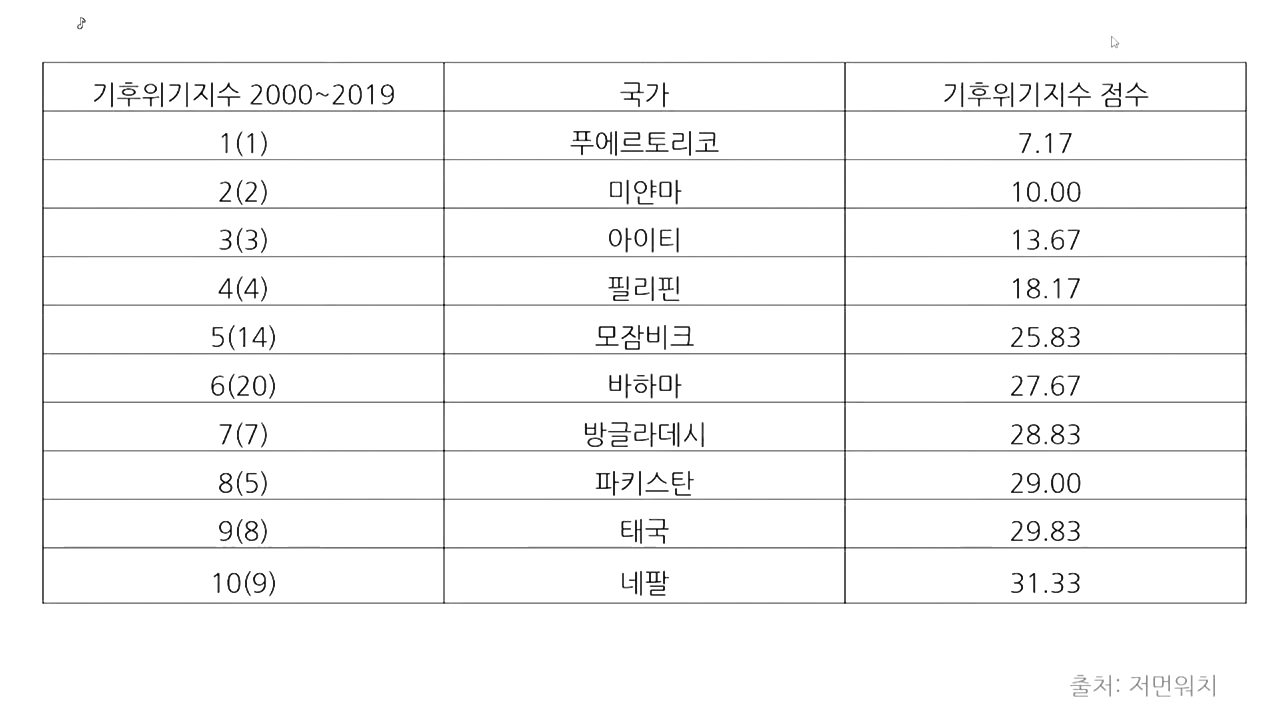 기후위기지수 2000~2019 국가 기후위기지수 점수
1(1) 푸에르토리코 7.17
2(2) 미얀마 10.00
3(3) 아이티 13.67
4(4) 필리핀 18.17
5(14) 모잠비크 25.83
6(20) 바하마 27.67
7(7) 방글라데시 28.83
8(5) 파키스탄 29.00
9(8) 태국 29.83
10(9) 네팔 31.33
출처: 저먼워치